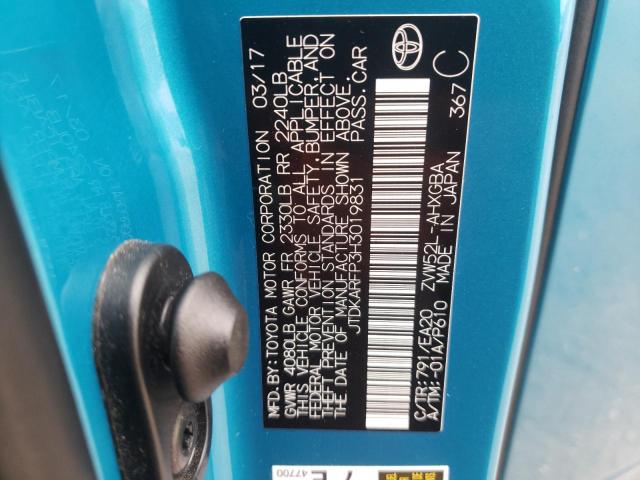 MFD.BY:TOYOTA MOTOR CORPORATION 03/17
GVWR 4080LB GAWR FR 2330LB RR 2240LB
THIS VEHICLE CONFORMS TO ALL APPLICABLE
FEDERAL MOTOR VEHICLE SAFETY,BUMPER,AND
THEFT PREVENTION STANDARDS IN EFFECT ON
THE DATE OF MANUFACTURE SHOWN ABOVE.
JTDKARFP3H3019831 PASS.CAR
C/TR:791/EA20 ZVW52L-AHXGBA
A/TM:-01A/P610 MADE IN JAPAN 367 C
TOYOTA
47700